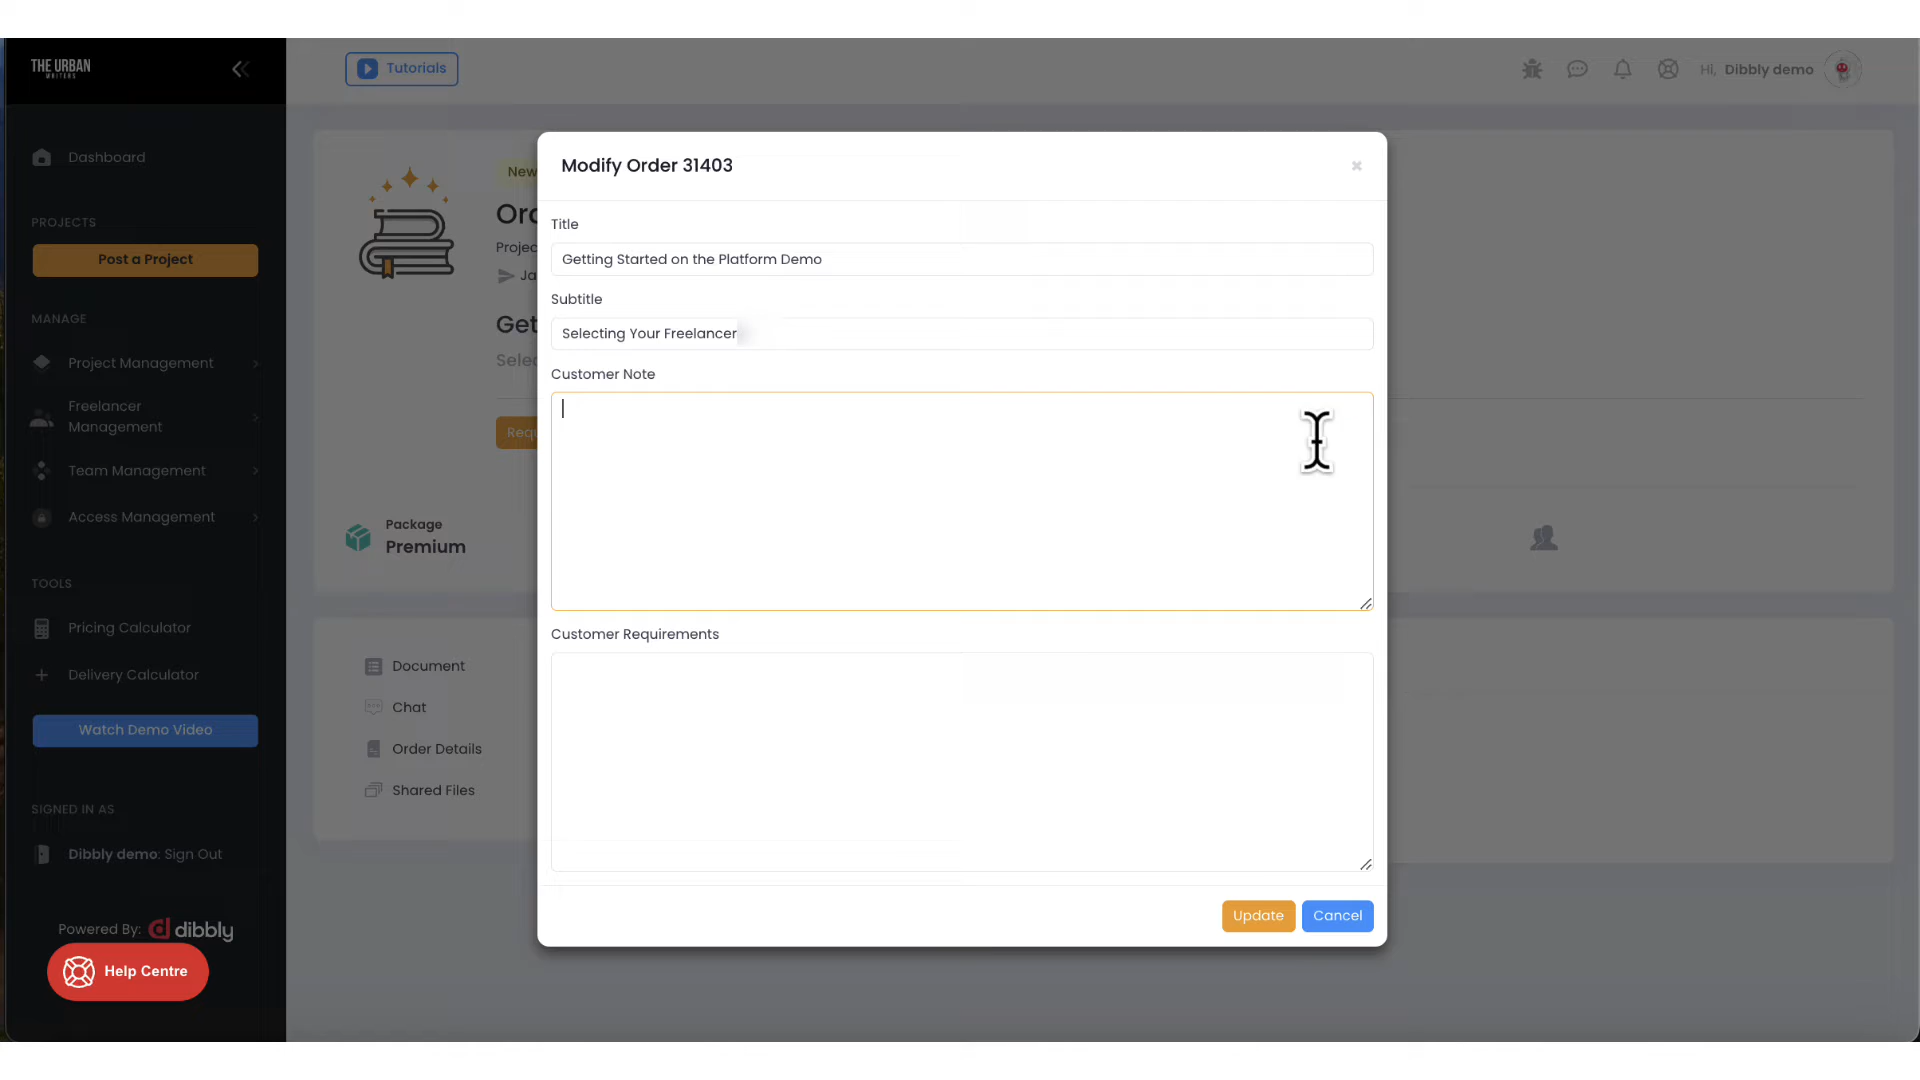 THE URBAN
WRITERS
Tutorials
Hi, Dibbly demo
Dashboard
PROJECTS
Post a Project
MANAGE
Project Management
Freelancer
Management
Team Management
Access Management
TOOLS
Pricing Calculator
Delivery Calculator
Watch Demo Video
SIGNED IN AS
Dibbly demo: Sign Out
Powered By: dibbly
Help Centre
New
Package
Premium
Document
Chat
Order Details
Shared Files
Modify Order 31403
Title
Getting Started on the Platform Demo
Subtitle
Selecting Your Freelancer
Customer Note
Customer Requirements
Update
Cancel